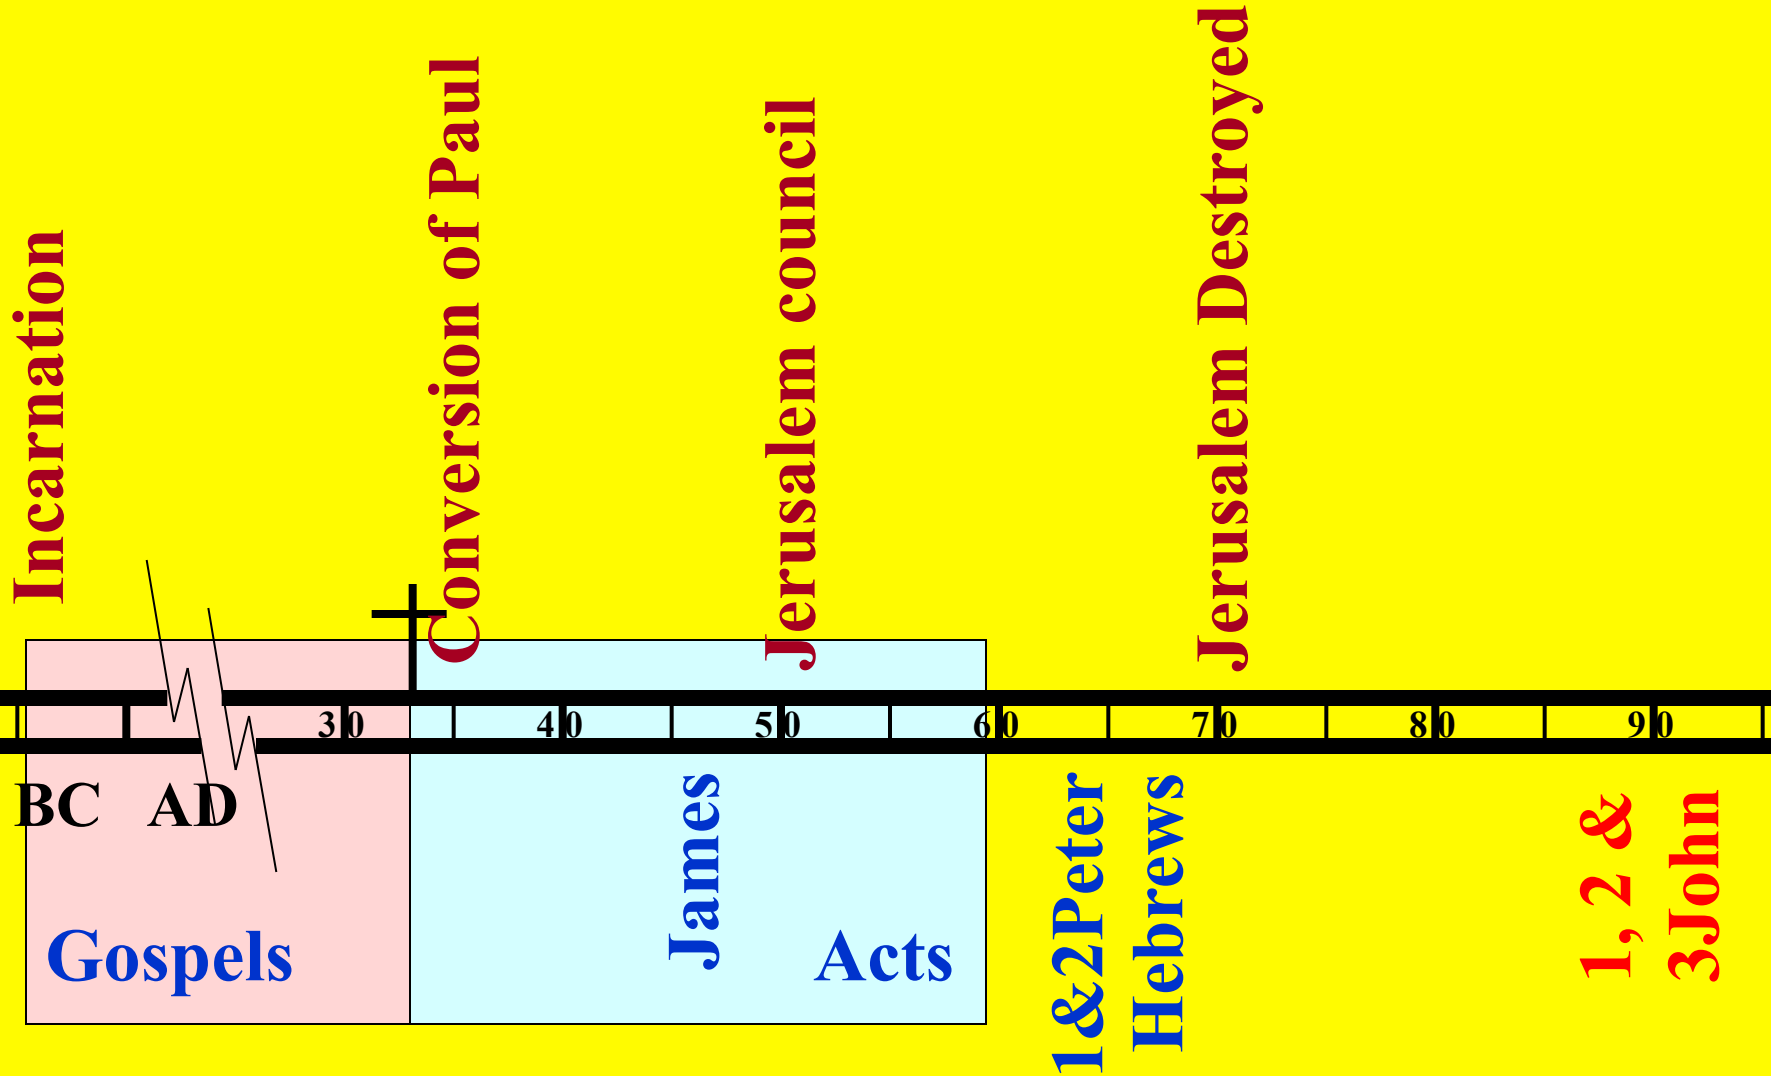 Incarnation
Conversion of Paul
Jerusalem council
Jerusalem Destroyed
30
40
50
60
70
80
90
BC
AD
Gospels
James
Acts
1&2Peter
Hebrews
1, 2 &
3John